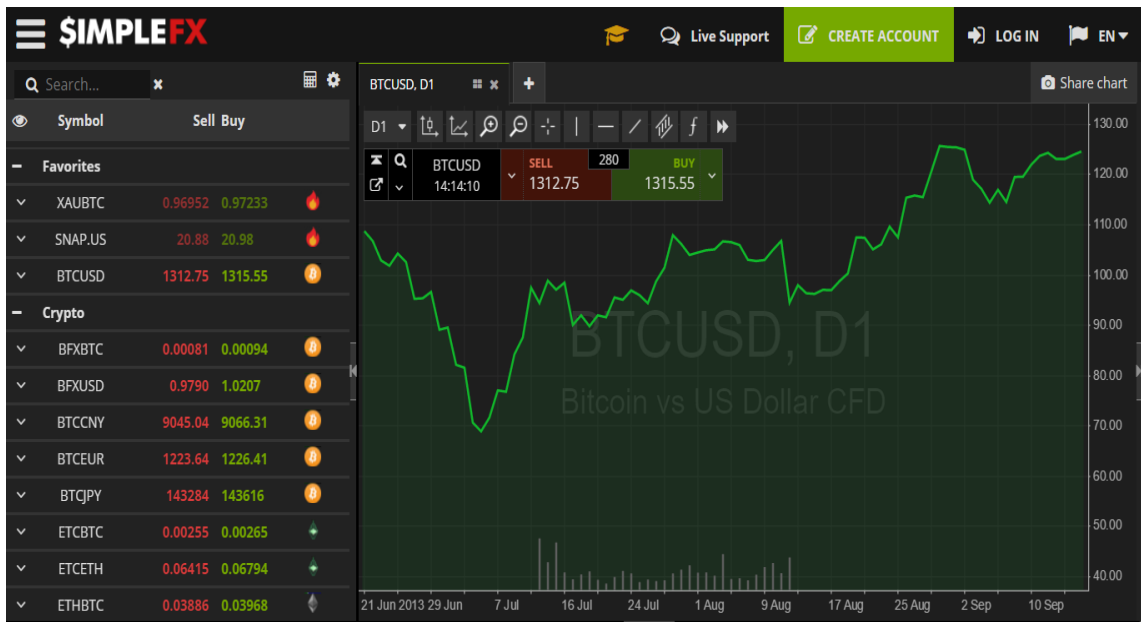 $IMPLEFX
Live Support
CREATE ACCOUNT
LOG IN
EN
Search...
Symbol Sell Buy
Favorites
XAUBTC 0.96952 0.97233
SNAP.US 20.88 20.98
BTCUSD 1312.75 1315.55
Crypto
BFXBTC 0.00081 0.00094
BFXUSD 0.9790 1.0207
BTCCNY 9045.04 9066.31
BTCEUR 1223.64 1226.41
BTCJPY 143284 143616
ETCBTC 0.00255 0.00265
ETCETH 0.06415 0.06794
ETHBTC 0.03886 0.03968
BTCUSD, D1
Share chart
D1
f
BTCUSD
14:14:10
SELL
1312.75
280
BUY
1315.55
BTCUSD, D1
Bitcoin vs US Dollar CFD
130.00
120.00
110.00
100.00
90.00
80.00
70.00
60.00
50.00
40.00
21 Jun 2013 29 Jun 7 Jul 16 Jul 24 Jul 1 Aug 9 Aug 17 Aug 25 Aug 2 Sep 10 Sep